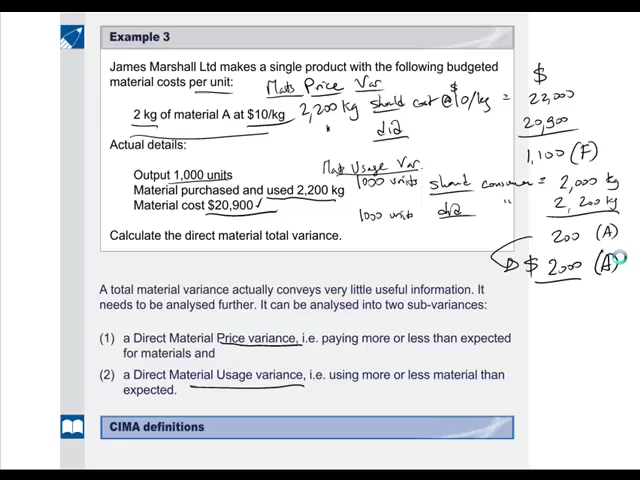 Example 3
James Marshall Ltd makes a single product with the following budgeted
material costs per unit:
Mats Price Var
$
2 kg of material A at $10/kg
2,200 kg should cost @ $10/kg = 22,000
" did 20,900
1,100 (F)
Actual details:
Output 1,000 units
Material purchased and used 2,200 kg
Material cost $20,900 ✓
Mat Usage Var.
1000 units should consume = 2,000 kg
1000 units did " 2,200 kg
200 (A)
$ 2000 (A)
Calculate the direct material total variance.
A total material variance actually conveys very little useful information. It
needs to be analysed further. It can be analysed into two sub-variances:
(1) a Direct Material Price variance, i.e. paying more or less than expected
for materials and
(2) a Direct Material Usage variance, i.e. using more or less material than
expected.
CIMA definitions